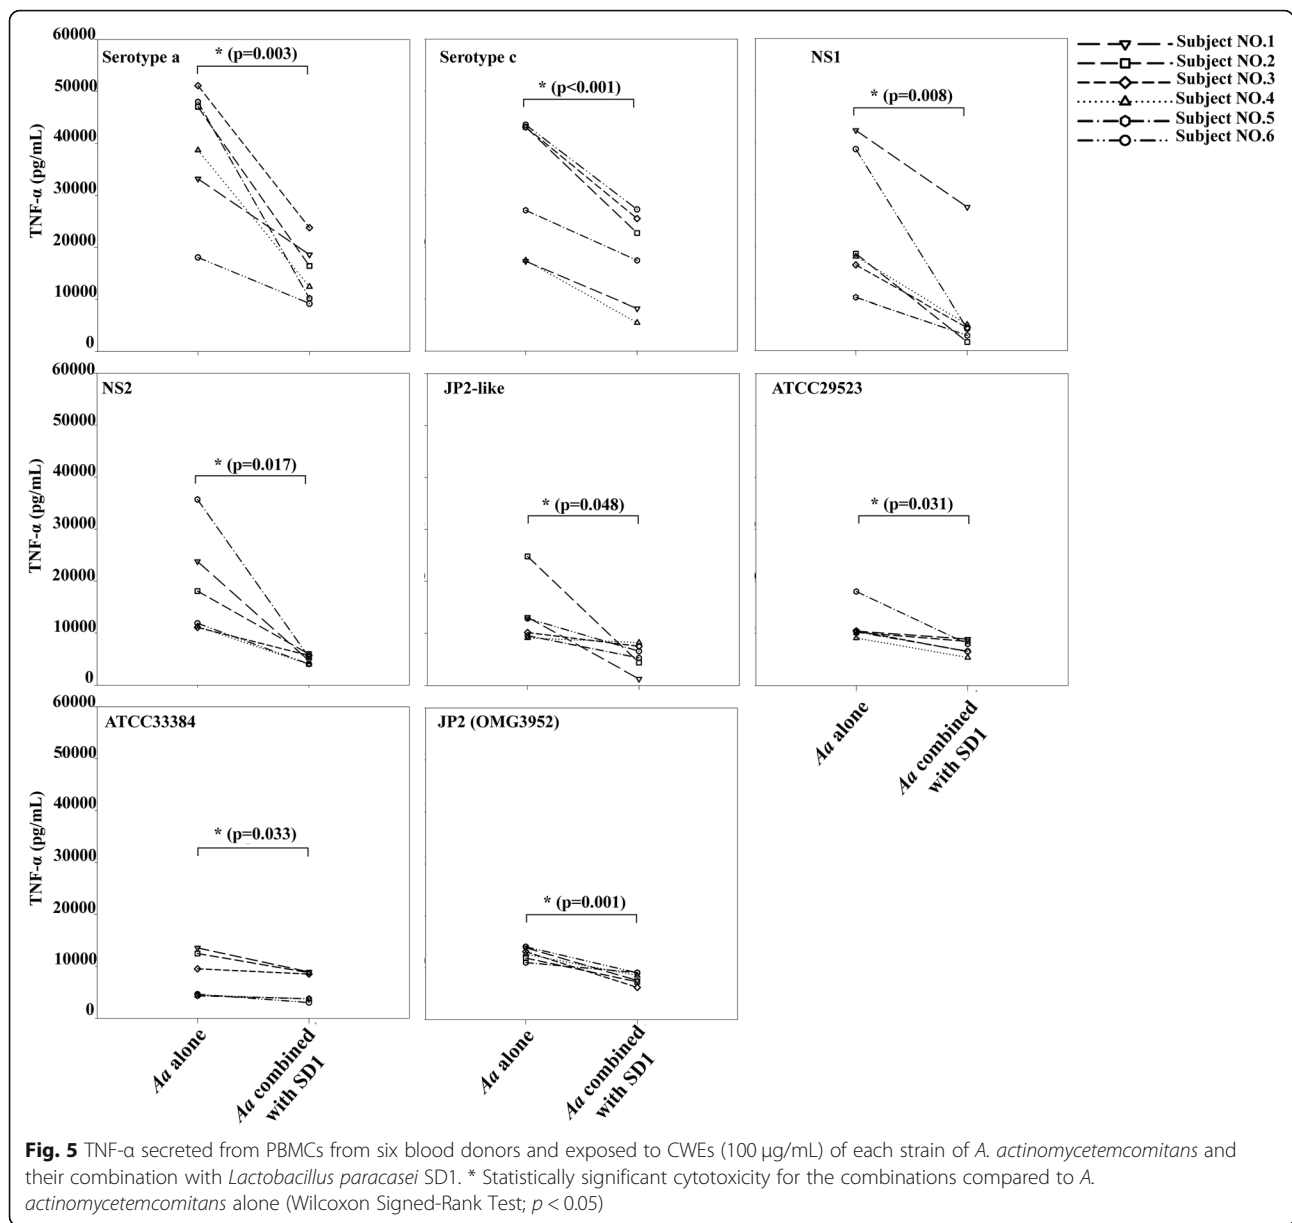 60000
50000
40000
30000
20000
10000
0
TNF-α (pg/mL)
Serotype a
* (p=0.003)
Serotype c
* (p<0.001)
NS1
* (p=0.008)
Subject NO.1
Subject NO.2
Subject NO.3
Subject NO.4
Subject NO.5
Subject NO.6
60000
50000
40000
30000
20000
10000
0
TNF-α (pg/mL)
NS2
* (p=0.017)
JP2-like
* (p=0.048)
ATCC29523
* (p=0.031)
Aa alone
Aa combined
with SD1
60000
50000
40000
30000
20000
10000
0
TNF-α (pg/mL)
ATCC33384
* (p=0.033)
JP2 (OMG3952)
* (p=0.001)
Aa alone
Aa combined
with SD1
Aa alone
Aa combined
with SD1
Fig. 5 TNF-α secreted from PBMCs from six blood donors and exposed to CWEs (100 μg/mL) of each strain of A. actinomycetemcomitans and
their combination with Lactobacillus paracasei SD1. * Statistically significant cytotoxicity for the combinations compared to A.
actinomycetemcomitans alone (Wilcoxon Signed-Rank Test; p < 0.05)